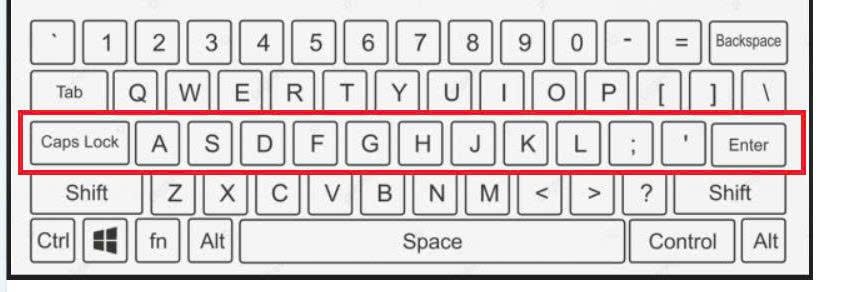 ` 1 2 3 4 5 6 7 8 9 0 - = Backspace
Tab Q W E R T Y U I O P [ ] \
Caps Lock A S D F G H J K L ; ' Enter
Shift Z X C V B N M < > ? Shift
Ctrl fn Alt Space Control Alt